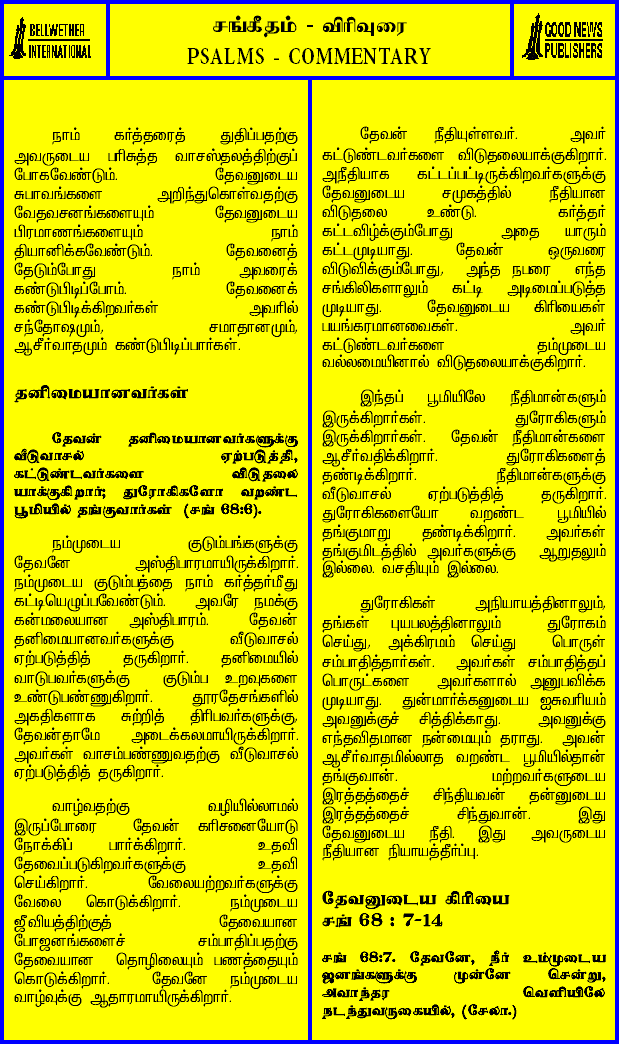 BELLWETHER
INTERNATIONAL
சங்கீதம் - விரிவுரை
PSALMS - COMMENTARY
GOOD NEWS
PUBLISHERS
நாம் கர்த்தரைத் துதிப்பதற்கு
அவருடைய பரிசுத்த வாசஸ்தலத்திற்குப்
போகவேண்டும். தேவனுடைய
சுபாவங்களை அறிந்துகொள்வதற்கு
வேதவசனங்களையும் தேவனுடைய
பிரமாணங்களையும் நாம்
தியானிக்கவேண்டும். தேவனைத்
தேடும்போது நாம் அவரைக்
கண்டுபிடிப்போம். தேவனைக்
கண்டுபிடிக்கிறவர்கள் அவரில்
சந்தோஷமும், சமாதானமும்,
ஆசீர்வாதமும் கண்டுபிடிப்பார்கள்.
தனிமையானவர்கள்
தேவன் தனிமையானவர்களுக்கு
வீடுவாசல் ஏற்படுத்தி,
கட்டுண்டவர்களை விடுதலை
யாக்குகிறார்; துரோகிகளோ வறண்ட
பூமியில் தங்குவார்கள் (சங் 68:6).
நம்முடைய குடும்பங்களுக்கு
தேவனே அஸ்திபாரமாயிருக்கிறார்.
நம்முடைய குடும்பத்தை நாம் கர்த்தர்மீது
கட்டியெழுப்பவேண்டும். அவரே நமக்கு
கன்மலையான அஸ்திபாரம். தேவன்
தனிமையானவர்களுக்கு வீடுவாசல்
ஏற்படுத்தித் தருகிறார். தனிமையில்
வாடுபவர்களுக்கு குடும்ப உறவுகளை
உண்டுபண்ணுகிறார். தூரதேசங்களில்
அகதிகளாக சுற்றித் திரிபவர்களுக்கு,
தேவன்தாமே அடைக்கலமாயிருக்கிறார்.
அவர்கள் வாசம்பண்ணுவதற்கு வீடுவாசல்
ஏற்படுத்தித் தருகிறார்.
வாழ்வதற்கு வழியில்லாமல்
இருப்போரை தேவன் கரிசனையோடு
நோக்கிப் பார்க்கிறார். உதவி
தேவைப்படுகிறவர்களுக்கு உதவி
செய்கிறார். வேலையற்றவர்களுக்கு
வேலை கொடுக்கிறார். நம்முடைய
ஜீவியத்திற்குத் தேவையான
போஜனங்களைச் சம்பாதிப்பதற்கு
தேவையான தொழிலையும் பணத்தையும்
கொடுக்கிறார். தேவனே நம்முடைய
வாழ்வுக்கு ஆதாரமாயிருக்கிறார்.
தேவன் நீதியுள்ளவர். அவர்
கட்டுண்டவர்களை விடுதலையாக்குகிறார்.
அநீதியாக கட்டப்பட்டிருக்கிறவர்களுக்கு
தேவனுடைய சமுகத்தில் நீதியான
விடுதலை உண்டு. கர்த்தர்
கட்டவிழ்க்கும்போது அதை யாரும்
கட்டமுடியாது. தேவன் ஒருவரை
விடுவிக்கும்போது, அந்த நபரை எந்த
சங்கிலிகளாலும் கட்டி அடிமைப்படுத்த
முடியாது. தேவனுடைய கிரியைகள்
பயங்கரமானவைகள். அவர்
கட்டுண்டவர்களை தம்முடைய
வல்லமையினால் விடுதலையாக்குகிறார்.
இந்தப் பூமியிலே நீதிமான்களும்
இருக்கிறார்கள். துரோகிகளும்
இருக்கிறார்கள். தேவன் நீதிமான்களை
ஆசீர்வதிக்கிறார். துரோகிகளைத்
தண்டிக்கிறார். நீதிமான்களுக்கு
வீடுவாசல் ஏற்படுத்தித் தருகிறார்.
துரோகிகளையோ வறண்ட பூமியில்
தங்குமாறு தண்டிக்கிறார். அவர்கள்
தங்குமிடத்தில் அவர்களுக்கு ஆறுதலும்
இல்லை. வசதியும் இல்லை.
துரோகிகள் அநியாயத்தினாலும்,
தங்கள் புயபலத்தினாலும் துரோகம்
செய்து, அக்கிரமம் செய்து பொருள்
சம்பாதித்தார்கள். அவர்கள் சம்பாதித்தப்
பொருட்களை அவர்களால் அனுபவிக்க
முடியாது. துன்மார்க்கனுடைய ஐசுவரியம்
அவனுக்குச் சித்திக்காது. அவனுக்கு
எந்தவிதமான நன்மையும் தராது. அவன்
ஆசீர்வாதமில்லாத வறண்ட பூமியில்தான்
தங்குவான். மற்றவர்களுடைய
இரத்தத்தைச் சிந்தியவன் தன்னுடைய
இரத்தத்தைச் சிந்துவான். இது
தேவனுடைய நீதி. இது அவருடைய
நீதியான நியாயத்தீர்ப்பு.
தேவனுடைய கிரியை
சங் 68 : 7-14
சங் 68:7. தேவனே, நீர் உம்முடைய
ஜனங்களுக்கு முன்னே சென்று,
அவாந்தர வெளியிலே
நடந்துவருகையில், (சேலா.)